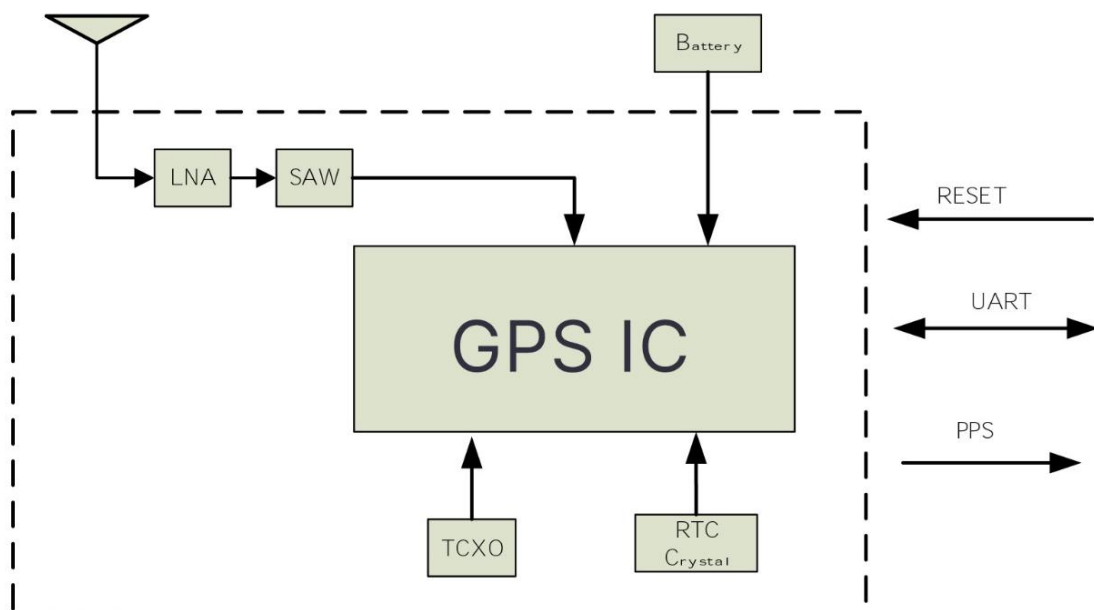 Battery
LNA
SAW
RESET
GPS IC
UART
PPS
TCXO
RTC
Crystal